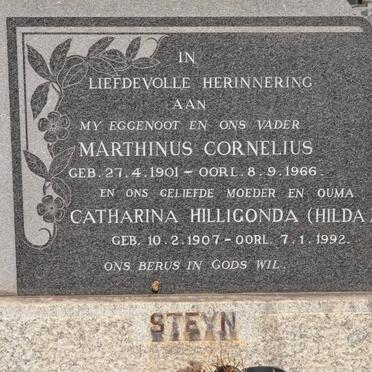 IN
LIEFDEVOLLE HERINNERING
AAN
MY EGGENOOT EN ONS VADER
MARTHINUS CORNELIUS
GEB. 27.4.1901 - OORL. 8.9.1966.
EN ONS GELIEFDE MOEDER EN OUMA
CATHARINA HILLIGONDA (HILDA)
GEB. 10.2.1907 - OORL. 7.1.1992.
ONS BERUS IN GODS WIL.
STEYN